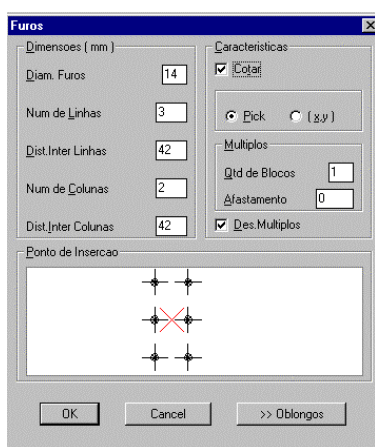 Furos
Dimensoes ( mm )
Diam. Furos 14
Num de Linhas 3
Dist.Inter Linhas 42
Num de Colunas 2
Dist.Inter Colunas 42
Caracteristicas
Cotar
Pick ( x,y )
Multiplos
Qtd de Blocos 1
Afastamento 0
Des.Multiplos
Ponto de Insercao
OK Cancel >> Oblongos